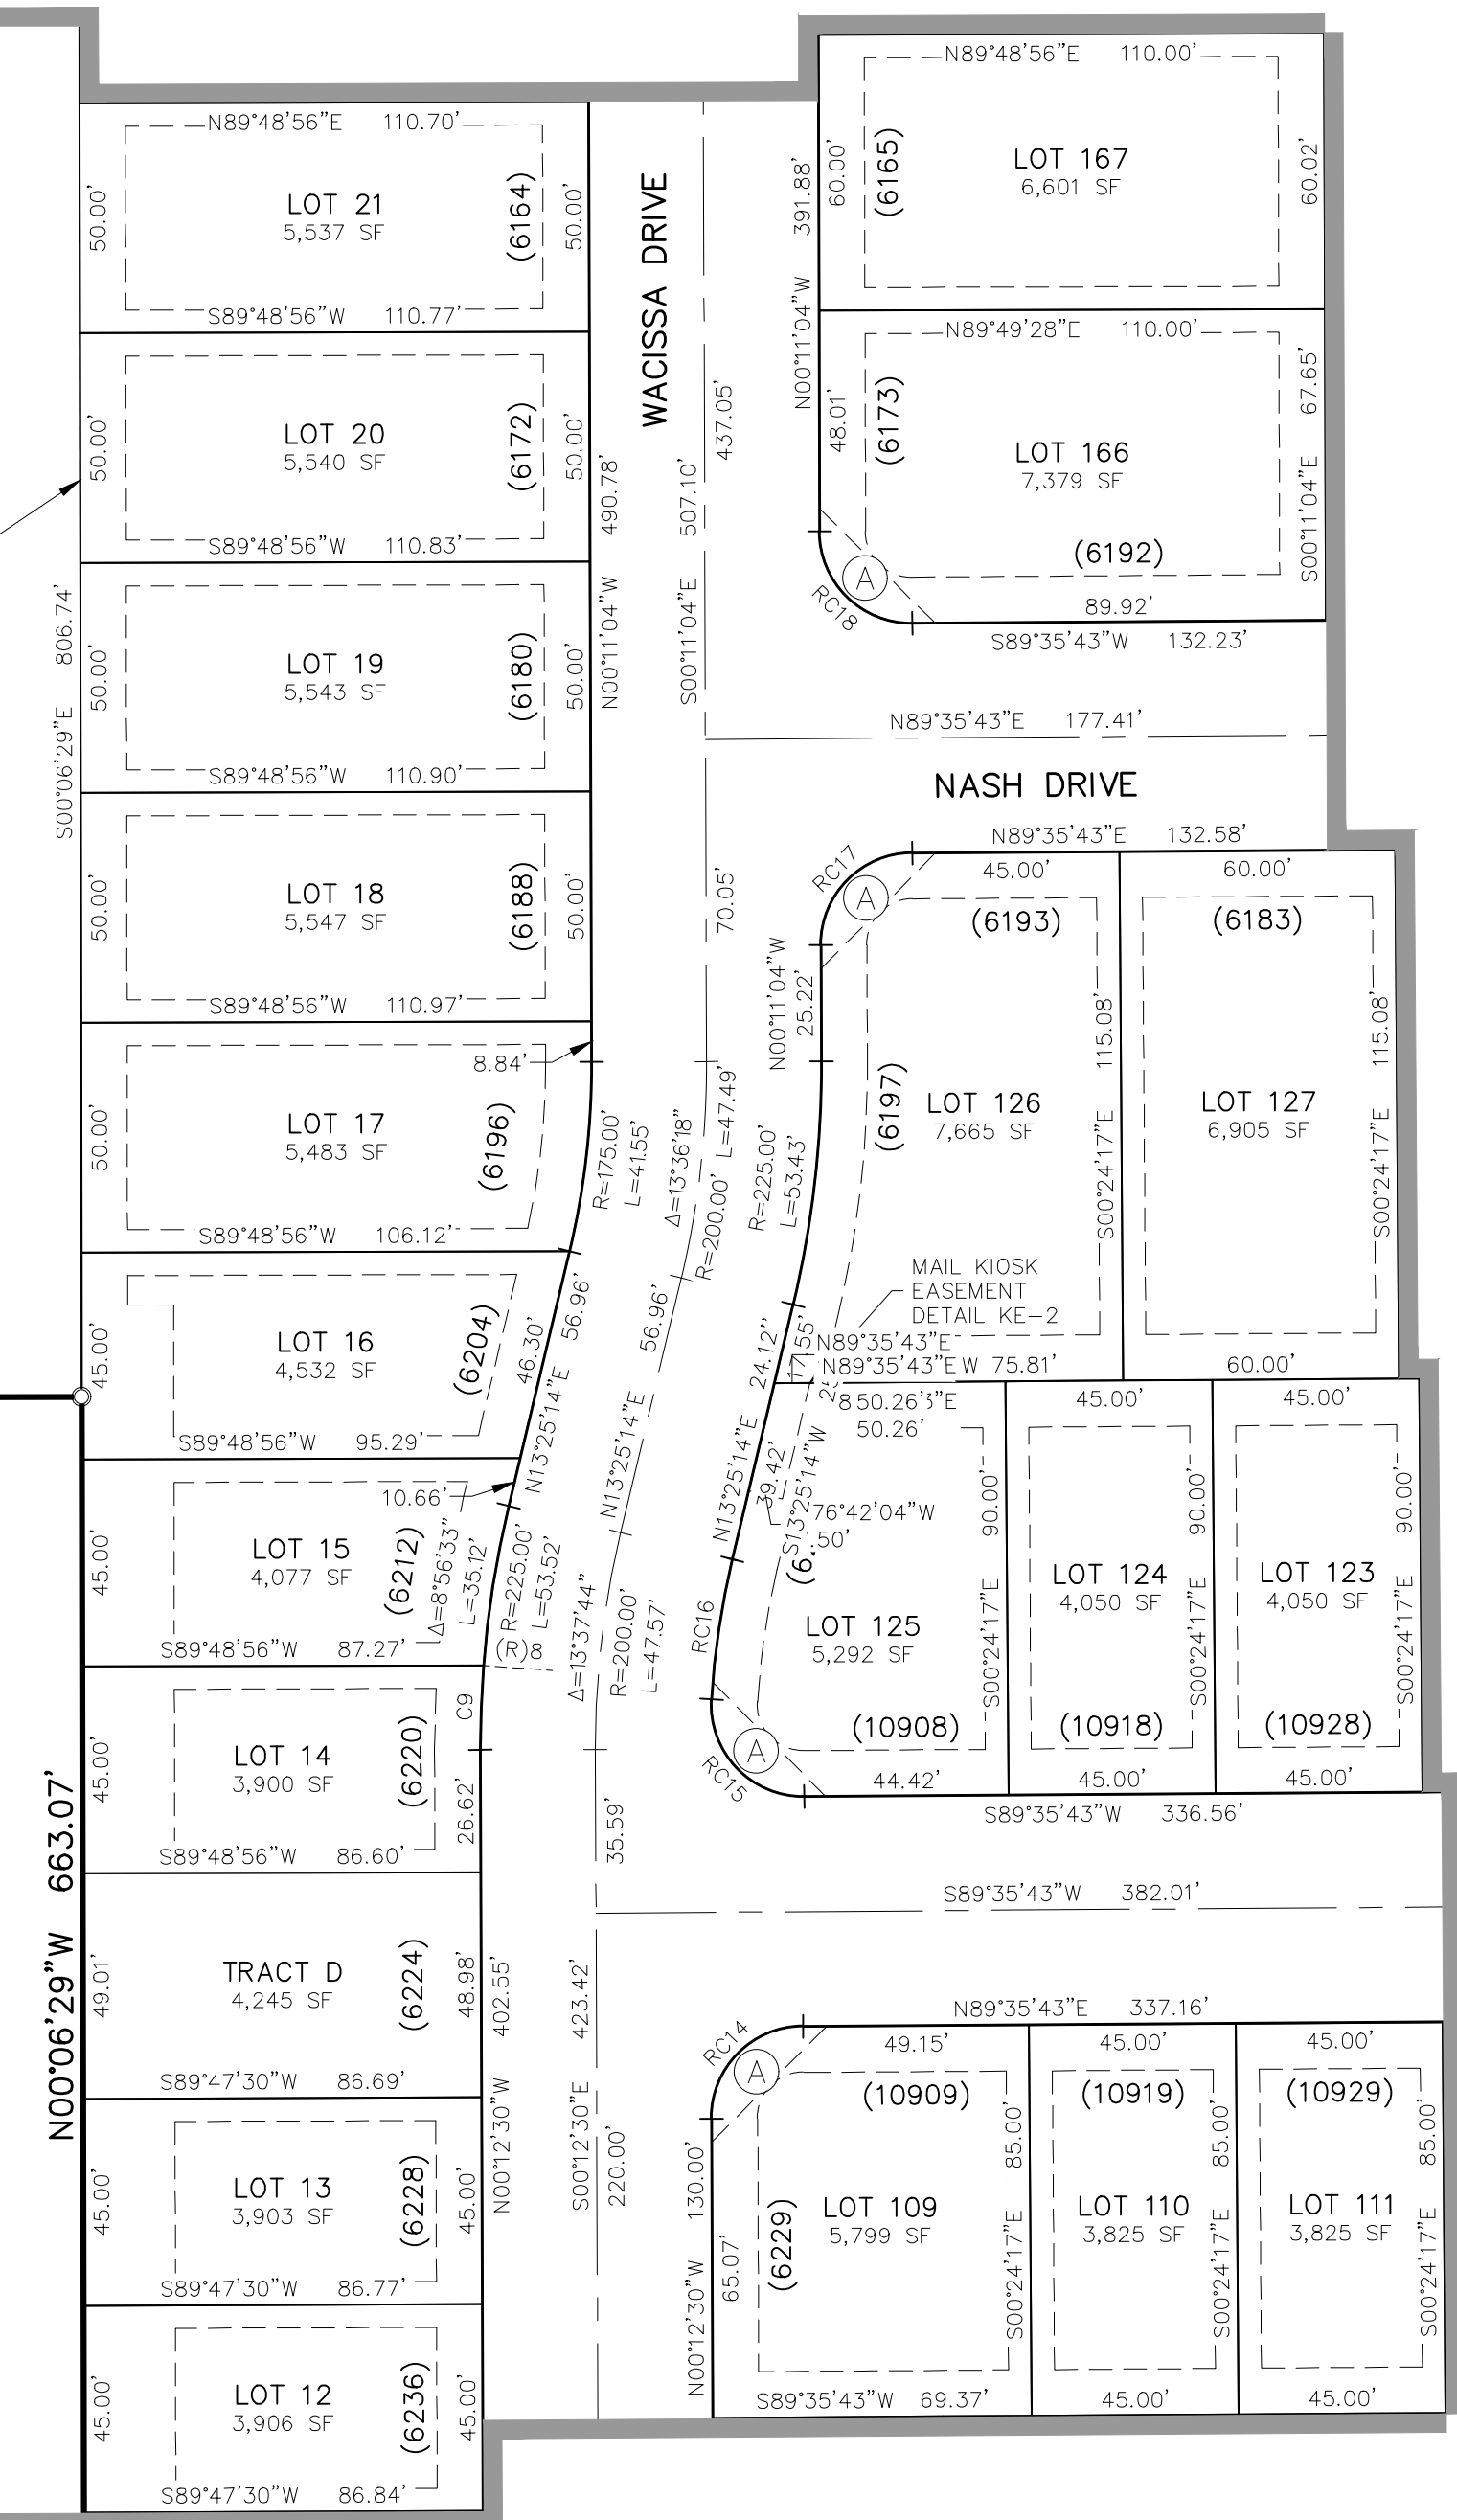 N89°48'56"E 110.70'
LOT 21
5,537 SF
(6164)
50.00'
50.00'
S89°48'56"W 110.77'
LOT 20
5,540 SF
(6172)
50.00'
50.00'
S89°48'56"W 110.83'
LOT 19
5,543 SF
(6180)
50.00'
50.00'
S89°48'56"W 110.90'
LOT 18
5,547 SF
(6188)
50.00'
50.00'
S89°48'56"W 110.97'
8.84'
LOT 17
5,483 SF
(6196)
50.00'
S89°48'56"W 106.12'
LOT 16
4,532 SF
(6204)
45.00'
46.30'
S89°48'56"W 95.29'
10.66'
LOT 15
4,077 SF
(6212)
45.00'
Δ=8°56'33"
L=35.12'
S89°48'56"W 87.27'
(R)8
LOT 14
3,900 SF
(6220)
45.00'
C9
26.62'
S89°48'56"W 86.60'
TRACT D
4,245 SF
(6224)
49.01'
48.98'
S89°47'30"W 86.69'
LOT 13
3,903 SF
(6228)
45.00'
45.00'
S89°47'30"W 86.77'
LOT 12
3,906 SF
(6236)
45.00'
45.00'
S89°47'30"W 86.84'
S00°06'29"E 806.74'
N00°06'29"W 663.07'
WACISSA DRIVE
N00°11'04"W 490.78'
S00°11'04"E 507.10'
437.05'
70.05'
R=175.00'
L=41.55'
Δ=13°36'18"
R=200.00' L=47.49'
R=225.00'
L=53.43'
N13°25'14"E 56.96'
N13°25'14"E 56.96'
R=225.00'
L=53.52'
Δ=13°37'44"
R=200.00'
L=47.57'
35.59'
N00°12'30"W 402.55'
S00°12'30"E 423.42'
220.00'
N89°48'56"E 110.00'
LOT 167
6,601 SF
(6165)
60.00'
60.02'
N00°11'04"W 391.88'
N89°49'28"E 110.00'
LOT 166
7,379 SF
(6173)
48.01'
S00°11'04"E 67.65'
(6192)
A
RC18
89.92'
S89°35'43"W 132.23'
N89°35'43"E 177.41'
NASH DRIVE
N89°35'43"E 132.58'
RC17
A
45.00'
(6193)
60.00'
(6183)
N00°11'04"W
25.22'
(6197)
LOT 126
7,665 SF
S00°24'17"E 115.08'
LOT 127
6,905 SF
S00°24'17"E 115.08'
MAIL KIOSK
EASEMENT
DETAIL KE-2
N89°35'43"E
N89°35'43"E W 75.81'
60.00'
17.55'
N13°25'14"E 24.12"
50.26'
50.26'
39.42'
S13°25'14"W
76°42'04"W
.50'
LOT 125
5,292 SF
S00°24'17"E 90.00'
RC16
A
RC15
(10908)
44.42'
45.00'
LOT 124
4,050 SF
S00°24'17"E 90.00'
(10918)
45.00'
45.00'
LOT 123
4,050 SF
S00°24'17"E 90.00'
(10928)
45.00'
S89°35'43"W 336.56'
S89°35'43"W 382.01'
N89°35'43"E 337.16'
RC14
A
49.15'
(10909)
LOT 109
5,799 SF
(6229)
65.07'
N00°12'30"W 130.00'
S00°24'17"E 85.00'
S89°35'43"W 69.37'
45.00'
(10919)
LOT 110
3,825 SF
S00°24'17"E 85.00'
45.00'
45.00'
(10929)
LOT 111
3,825 SF
S00°24'17"E 85.00'
45.00'